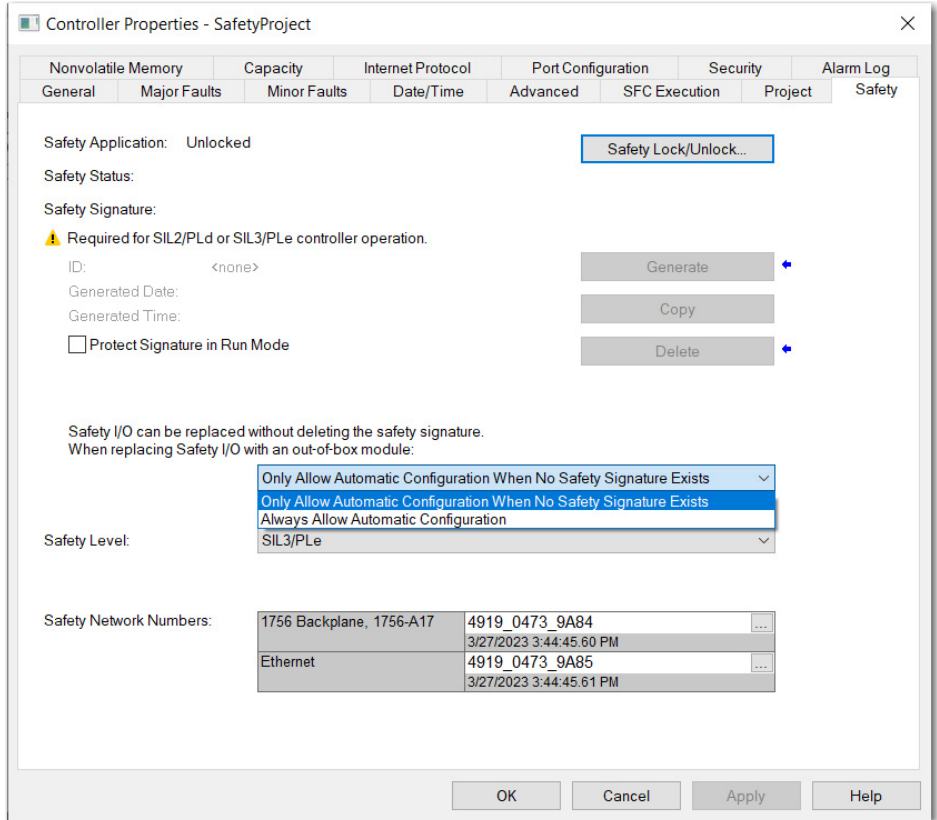 Controller Properties - SafetyProject
Nonvolatile Memory Capacity Internet Protocol Port Configuration Security Alarm Log
General Major Faults Minor Faults Date/Time Advanced SFC Execution Project Safety
Safety Application: Unlocked Safety Lock/Unlock...
Safety Status:
Safety Signature:
Required for SIL2/PLd or SIL3/PLe controller operation.
ID: <none> Generate
Generated Date:
Copy
Generated Time:
Protect Signature in Run Mode
Delete
Safety I/O can be replaced without deleting the safety signature.
When replacing Safety I/O with an out-of-box module:
Only Allow Automatic Configuration When No Safety Signature Exists
Only Allow Automatic Configuration When No Safety Signature Exists
Always Allow Automatic Configuration
Safety Level: SIL3/PLe
Safety Network Numbers: 1756 Backplane, 1756-A17 4919_0473_9A84 ...
3/27/2023 3:44:45.60 PM
Ethernet 4919_0473_9A85 ...
3/27/2023 3:44:45.61 PM
OK Cancel Apply Help